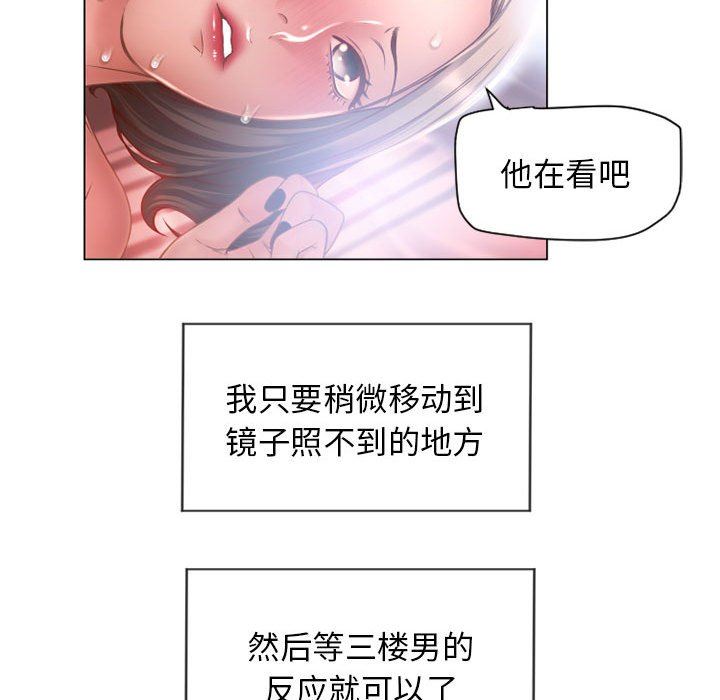 他在看吧
我只要稍微移动到
镜子照不到的地方
然后等三楼男的
反应就可以了